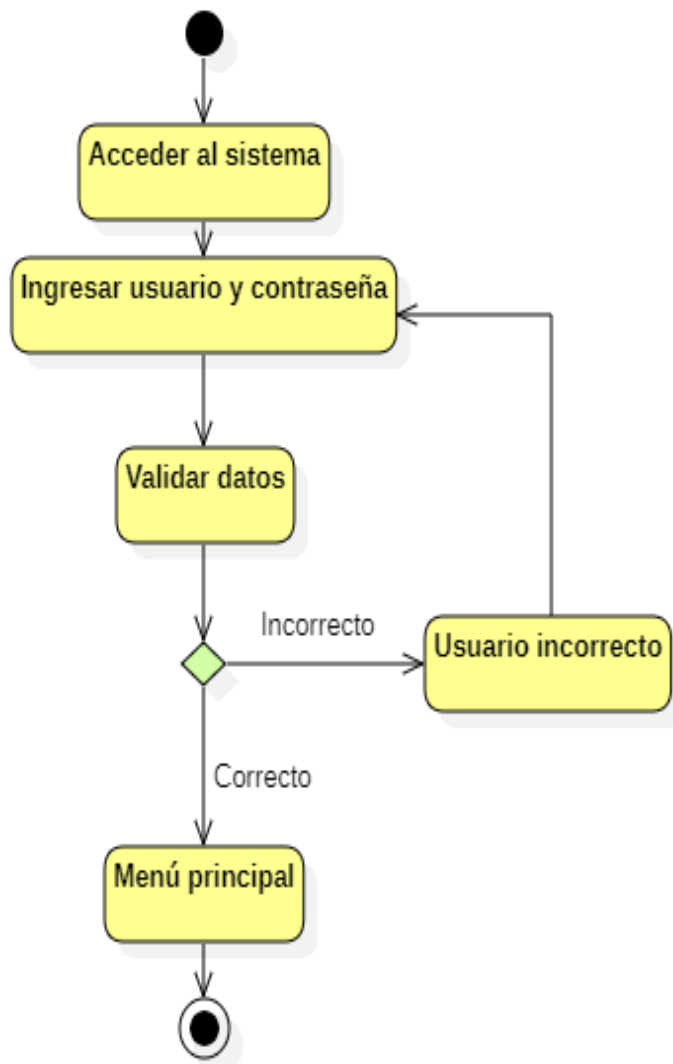 Acceder al sistema
Ingresar usuario y contraseña
Validar datos
Incorrecto
Usuario incorrecto
Correcto
Menú principal